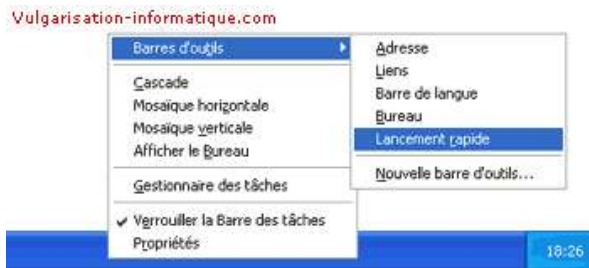 Vulgarisation-informatique.com
Barres d'outils
Cascade
Mosaïque horizontale
Mosaïque verticale
Afficher le Bureau
Gestionnaire des tâches
Verrouiller la Barre des tâches
Propriétés
Adresse
Liens
Barre de langue
Bureau
Lancement rapide
Nouvelle barre d'outils...
18:26